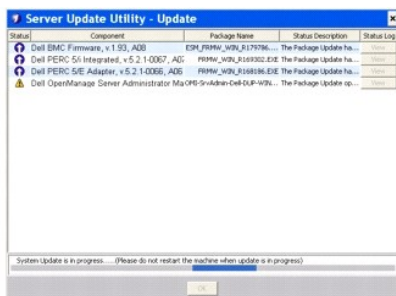 Server Update Utility - Update
Status Component Package Name Status Description Status Log
Dell BMC Firmware, v.1.93, A08 ESM_FRMW_WIN_R179786.... The Package Update ha... View
Dell PERC 5/i Integrated, v.5.2.1-0067, A07 FRMW_WIN_R169302.EXE The Package Update ha... View
Dell PERC 5/E Adapter, v.5.2.1-0066, A06 FRMW_WIN_R168186.EXE The Package Update ha... View
Dell OpenManage Server Administrator Ma OMI-SrvAdmin-Dell-DUP-WIN... The Package Update op... View
System Update is in progress......(Please do not restart the machine when update is in progress)
OK